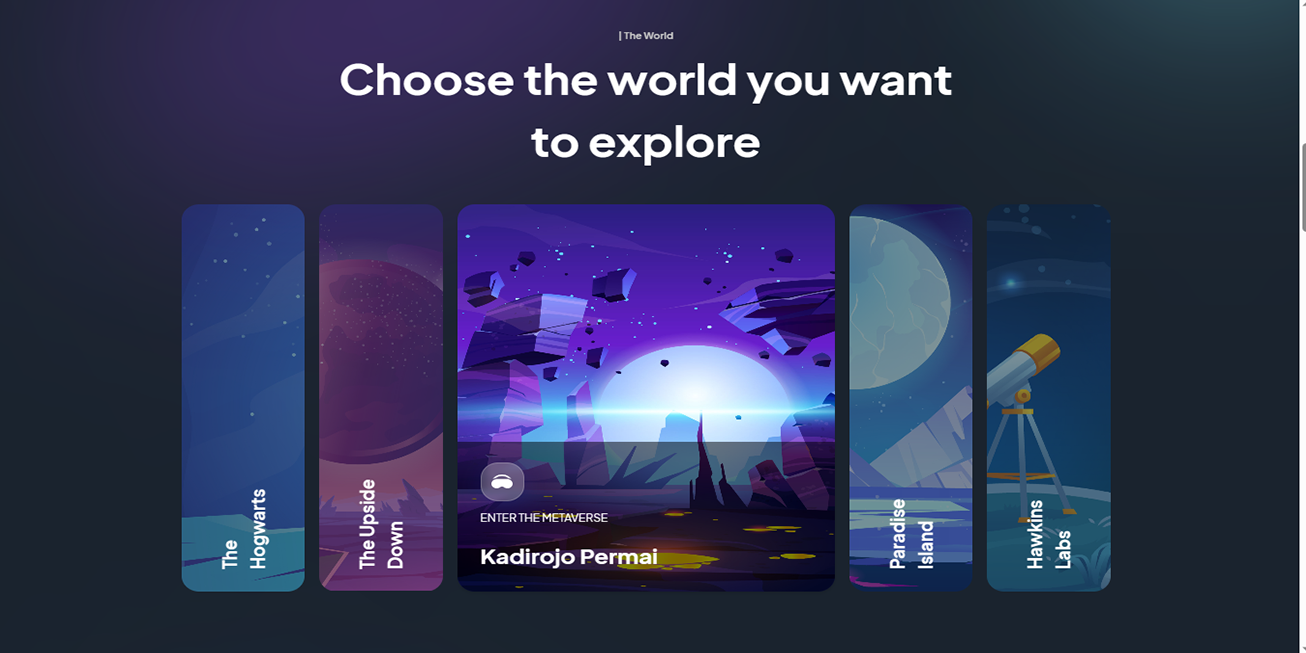 | The World
Choose the world you want
to explore
The
Hogwarts
The Upside
Down
ENTER THE METAVERSE
Kadirojo Permai
Paradise
Island
Hawkins
Labs